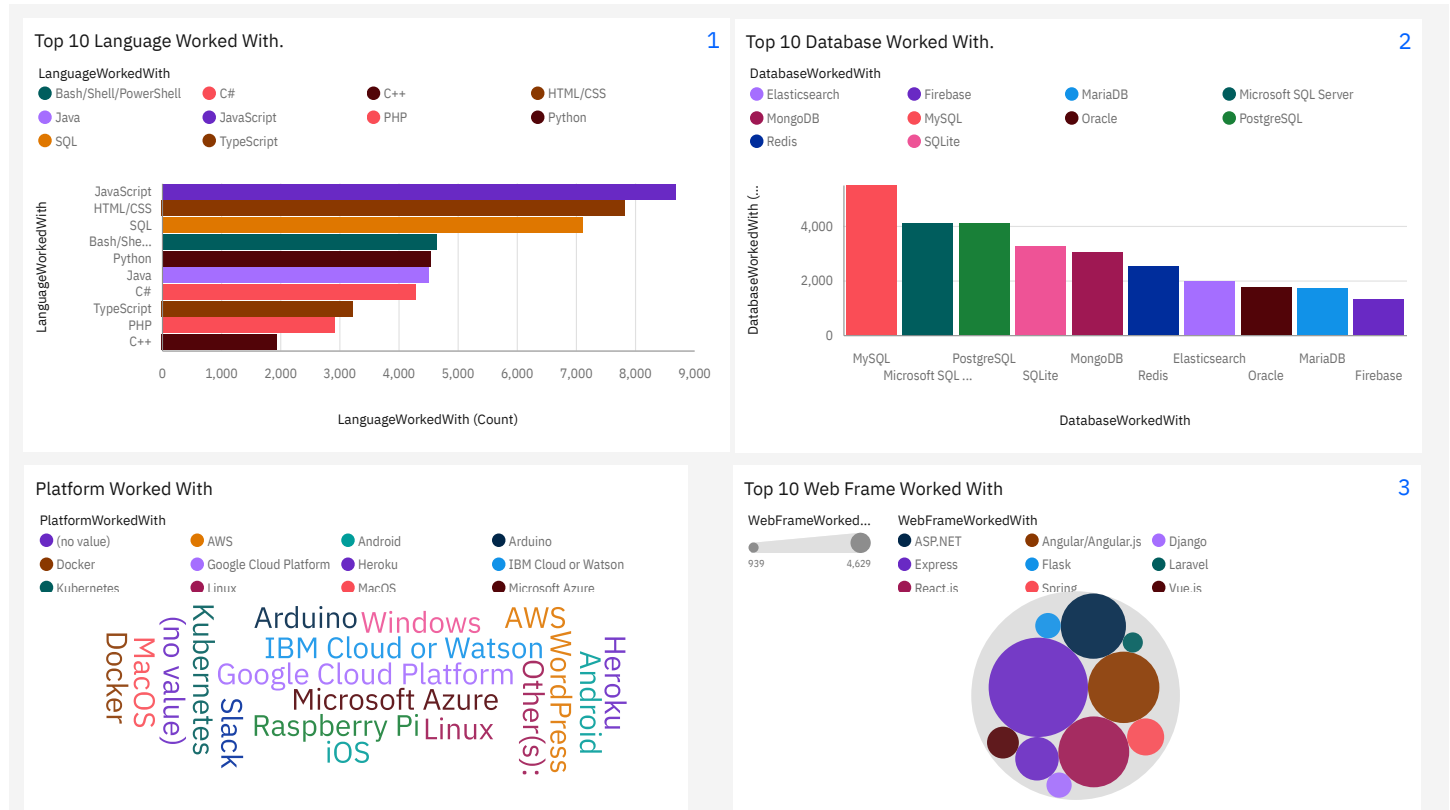 Top 10 Language Worked With.
1
LanguageWorkedWith
Bash/Shell/PowerShell C# C++ HTML/CSS
Java JavaScript PHP Python
SQL TypeScript
LanguageWorkedWith
JavaScript
HTML/CSS
SQL
Bash/She...
Python
Java
C#
TypeScript
PHP
C++
0 1,000 2,000 3,000 4,000 5,000 6,000 7,000 8,000 9,000
LanguageWorkedWith (Count)
Top 10 Database Worked With.
2
DatabaseWorkedWith
Elasticsearch Firebase MariaDB Microsoft SQL Server
MongoDB MySQL Oracle PostgreSQL
Redis SQLite
DatabaseWorkedWith (...
4,000
2,000
0
MySQL PostgreSQL MongoDB Elasticsearch MariaDB
Microsoft SQL ... SQLite Redis Oracle Firebase
DatabaseWorkedWith
Platform Worked With
PlatformWorkedWith
(no value) AWS Android Arduino
Docker Google Cloud Platform Heroku IBM Cloud or Watson
Kubernetes Linux MacOS Microsoft Azure
Docker
MacOS
(no value)
Kubernetes
Slack
Arduino
Windows
AWS
IBM Cloud or Watson
Google Cloud Platform
Microsoft Azure
Raspberry Pi
Linux
iOS
Other(s):
WordPress
Android
Heroku
Top 10 Web Frame Worked With
3
WebFrameWorked...
939 4,629
WebFrameWorkedWith
ASP.NET Angular/Angular.js Django
Express Flask Laravel
React.js Spring Vue.js